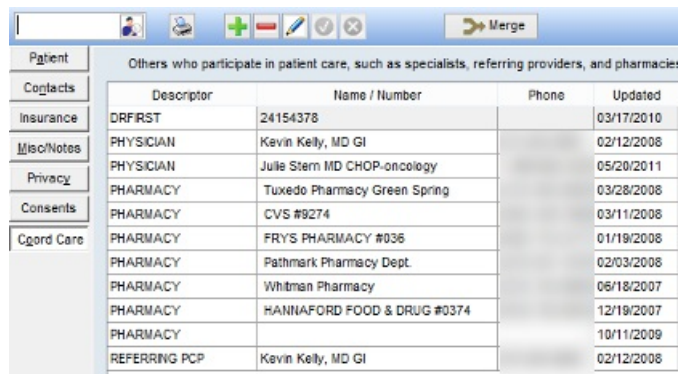 Merge
Patient
Contacts
Insurance
Misc/Notes
Privacy
Consents
Coord Care
Others who participate in patient care, such as specialists, referring providers, and pharmacies
Descriptor Name / Number Phone Updated
DRFIRST 24154378 03/17/2010
PHYSICIAN Kevin Kelly, MD GI 02/12/2008
PHYSICIAN Julie Stern MD CHOP-oncology 05/20/2011
PHARMACY Tuxedo Pharmacy Green Spring 03/28/2008
PHARMACY CVS #9274 03/11/2008
PHARMACY FRYS PHARMACY #036 01/19/2008
PHARMACY Pathmark Pharmacy Dept. 02/03/2008
PHARMACY Whitman Pharmacy 06/18/2007
PHARMACY HANNAFORD FOOD & DRUG #0374 12/19/2007
PHARMACY 10/11/2009
REFERRING PCP Kevin Kelly, MD GI 02/12/2008